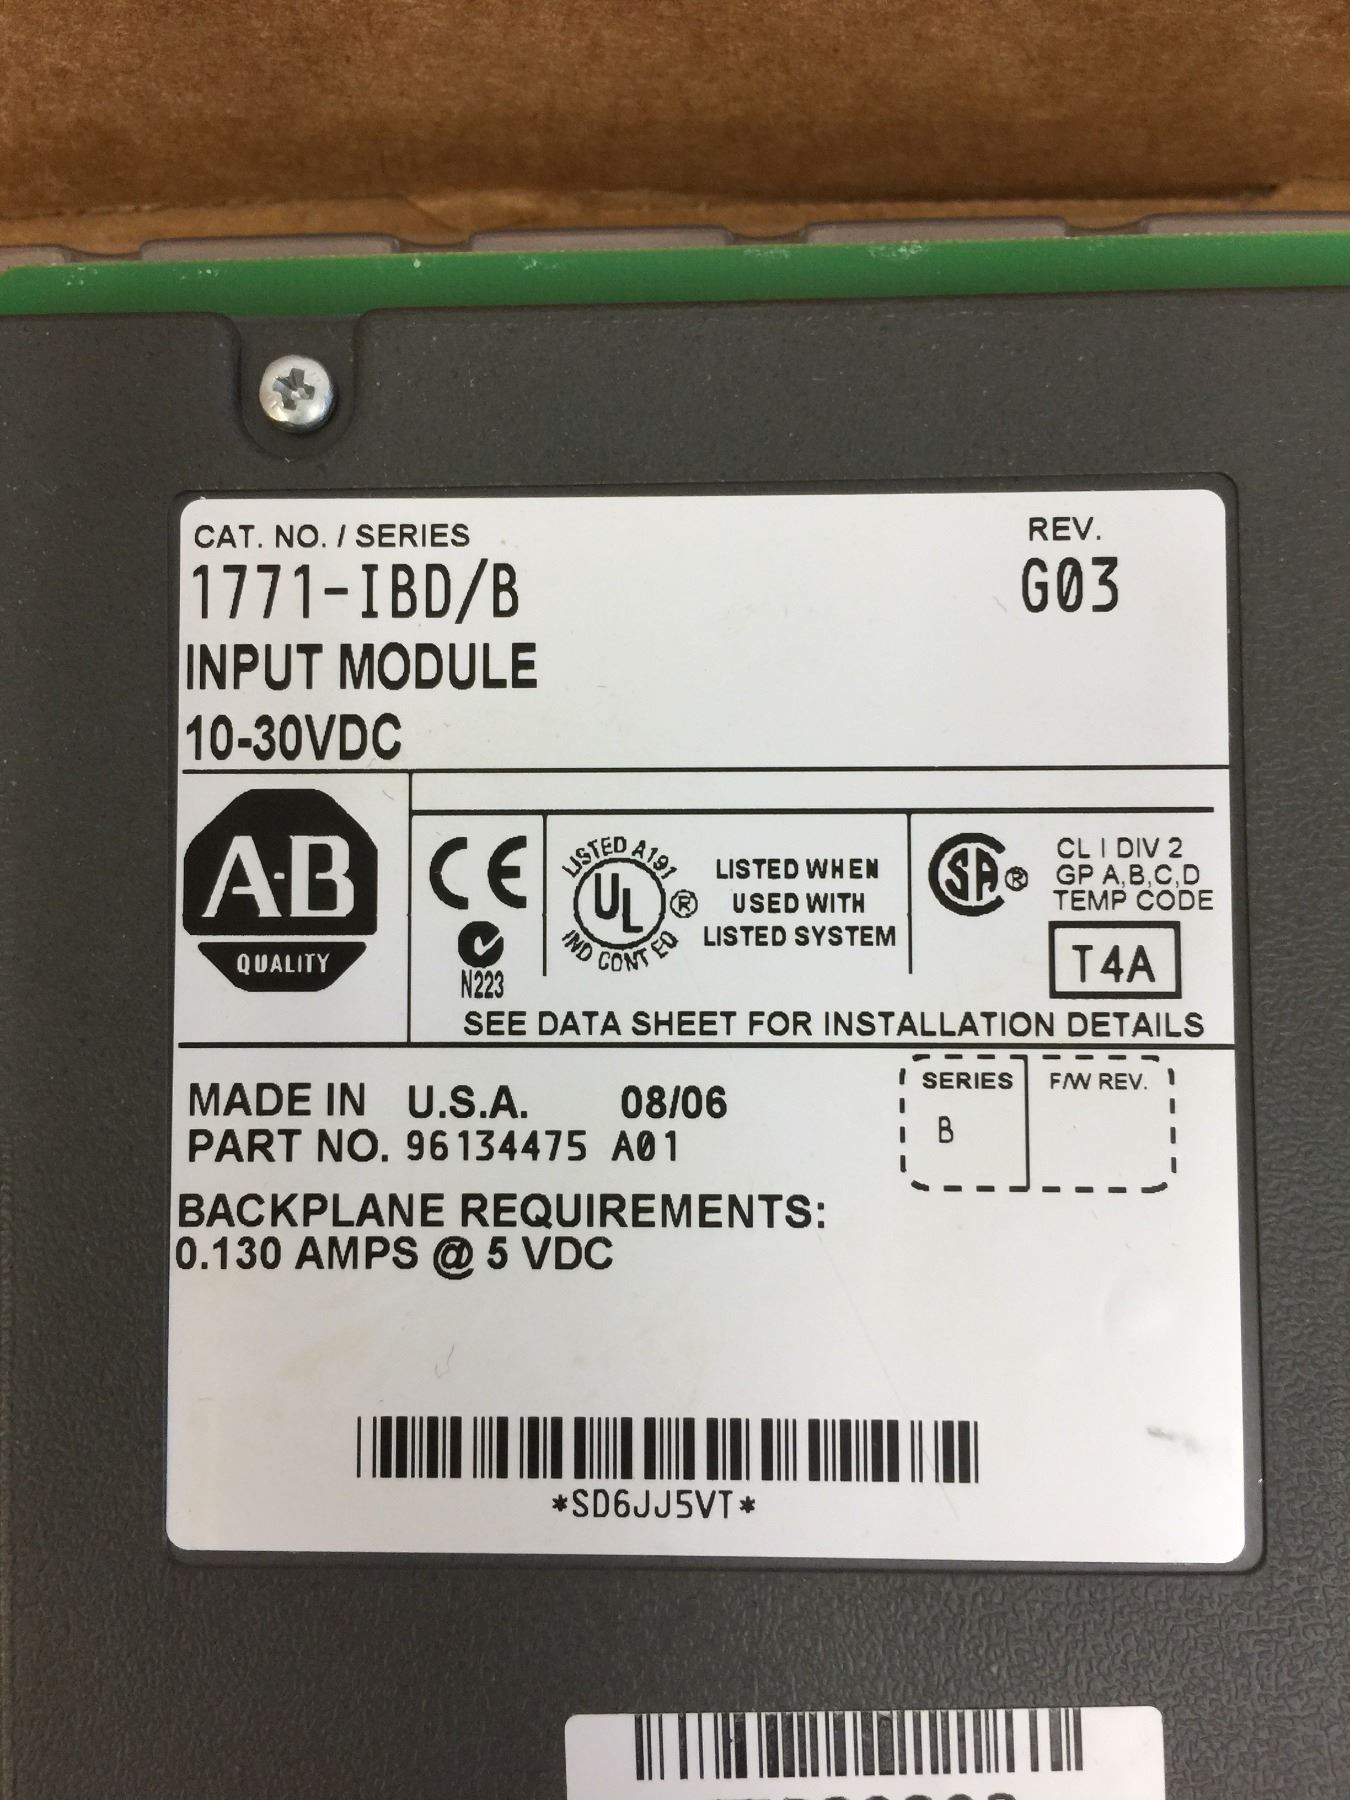 CAT. NO. / SERIES
REV.
1771-IBD/B
G03
INPUT MODULE
10-30VDC
A-B
QUALITY
CE
N223
LISTED A191
UL ®
IND CONT EQ
LISTED WHEN
USED WITH
LISTED SYSTEM
SA ®
CL I DIV 2
GP A,B,C,D
TEMP CODE
T4A
SEE DATA SHEET FOR INSTALLATION DETAILS
MADE IN U.S.A. 08/06
PART NO. 96134475 A01
SERIES
B
F/W REV.
BACKPLANE REQUIREMENTS:
0.130 AMPS @ 5 VDC
*SD6JJ5VT*